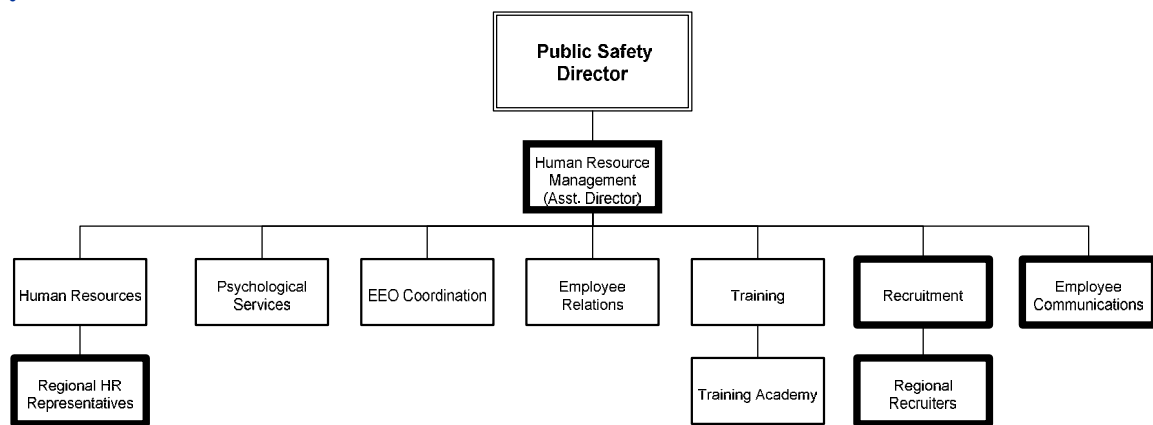 Public Safety
Director
Human Resource
Management
(Asst. Director)
Human Resources
Psychological
Services
EEO Coordination
Employee
Relations
Training
Recruitment
Employee
Communications
Regional HR
Representatives
Training Academy
Regional
Recruiters